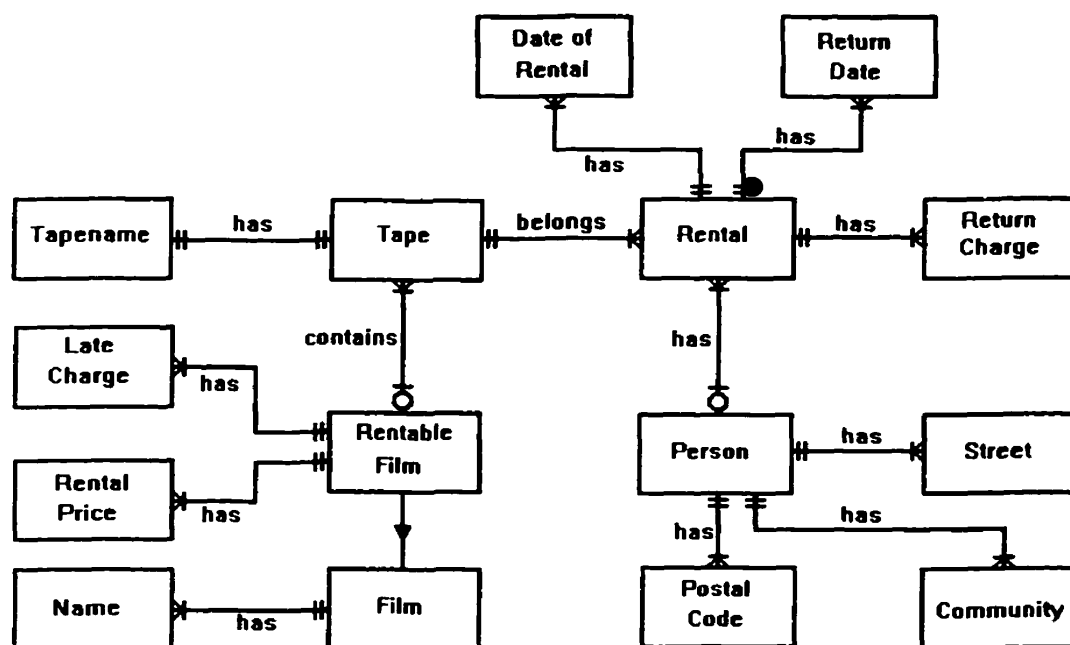 Date of
Rental
Return
Date
has
has
Tapename
has
Tape
belongs
Rental
has
Return
Charge
contains
has
Late
Charge
has
Rentable
Film
Person
has
Street
Rental
Price
has
has
has
Name
has
Film
Postal
Code
Community